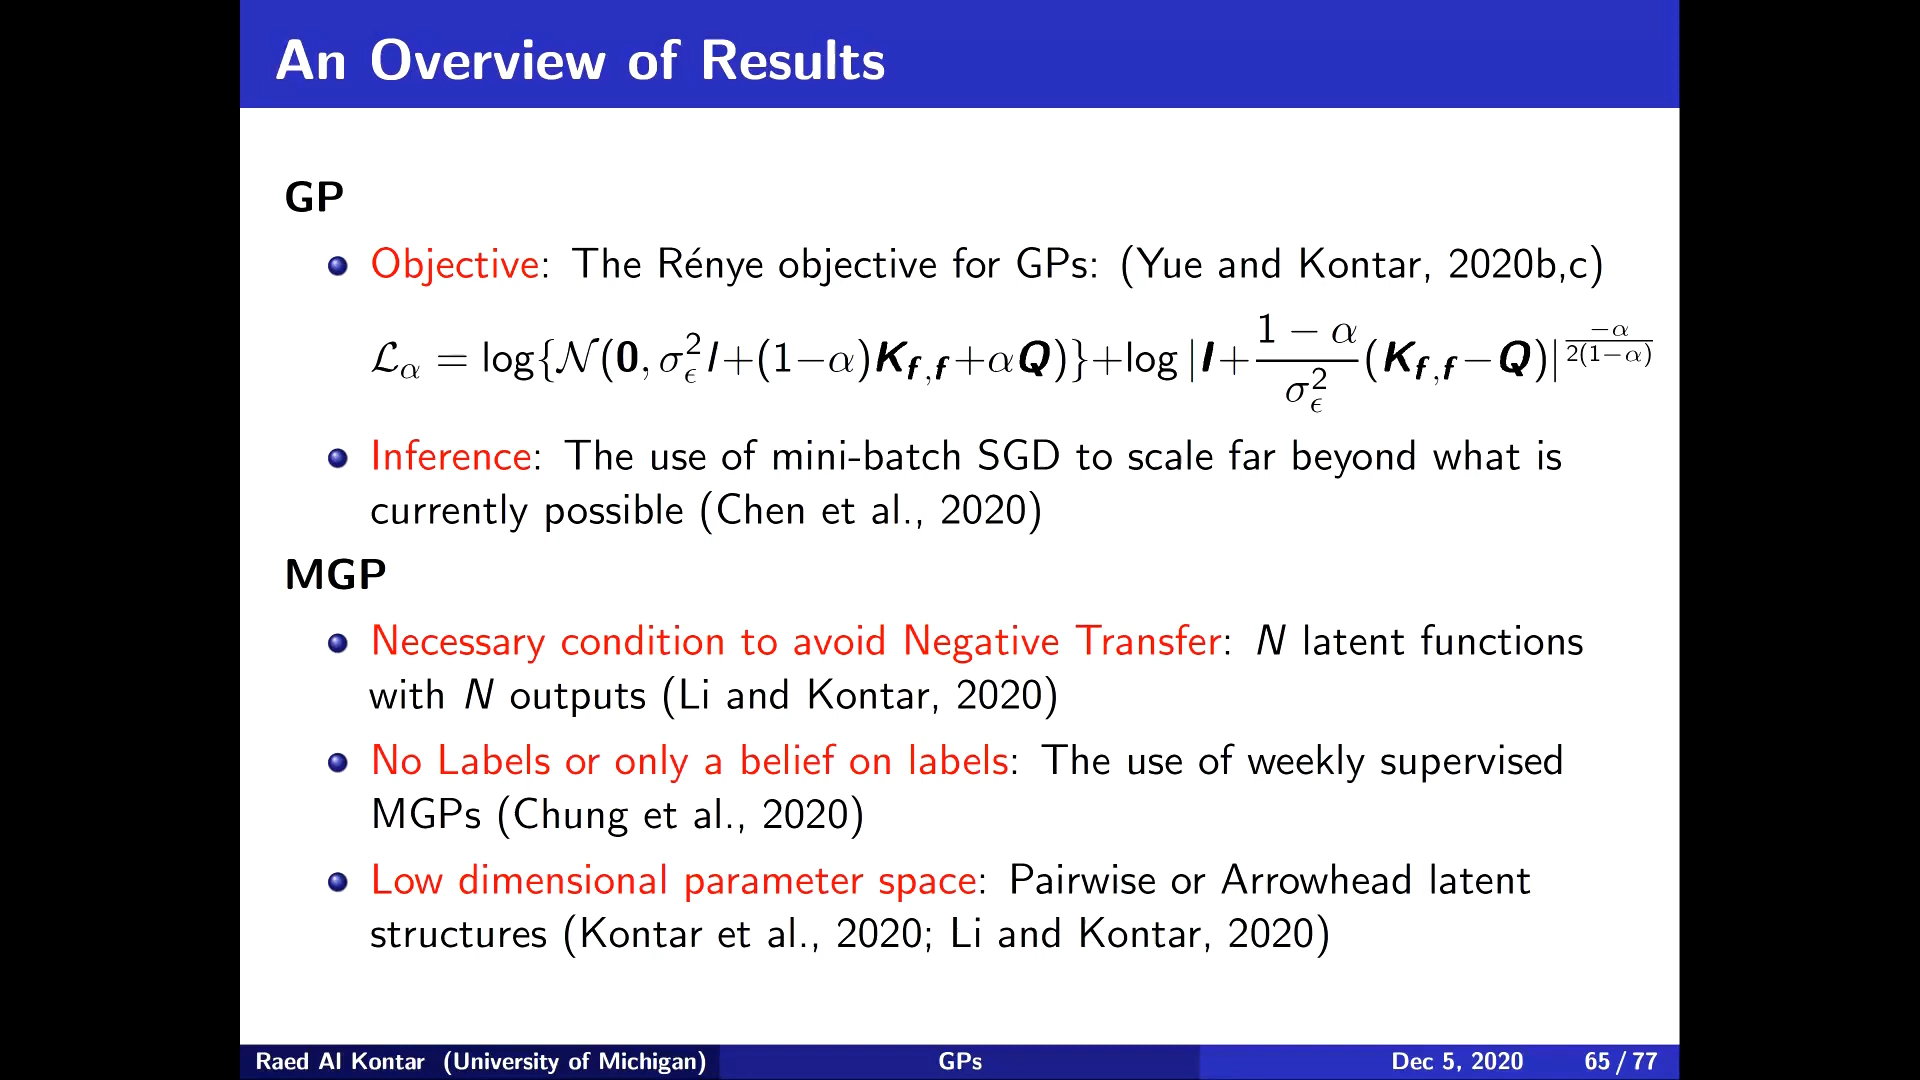 An Overview of Results
GP
Objective: The Rénye objective for GPs: (Yue and Kontar, 2020b,c)
ℒ_α = log{𝒩(0, σ_ϵ^2 I+(1−α)K_{f,f}+αQ)}+log |I+\frac{1−α}{σ_ϵ^2}(K_{f,f}−Q)|^{\frac{−α}{2(1−α)}}
Inference: The use of mini-batch SGD to scale far beyond what is
currently possible (Chen et al., 2020)
MGP
Necessary condition to avoid Negative Transfer: N latent functions
with N outputs (Li and Kontar, 2020)
No Labels or only a belief on labels: The use of weekly supervised
MGPs (Chung et al., 2020)
Low dimensional parameter space: Pairwise or Arrowhead latent
structures (Kontar et al., 2020; Li and Kontar, 2020)
Raed Al Kontar (University of Michigan) GPs Dec 5, 2020 65 / 77